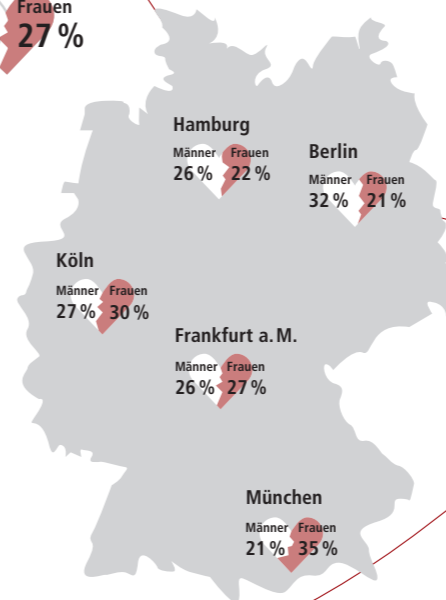 Frauen
27 %
Hamburg
Männer Frauen
26 % 22 %
Berlin
Männer Frauen
32 % 21 %
Köln
Männer Frauen
27 % 30 %
Frankfurt a. M.
Männer Frauen
26 % 27 %
München
Männer Frauen
21 % 35 %